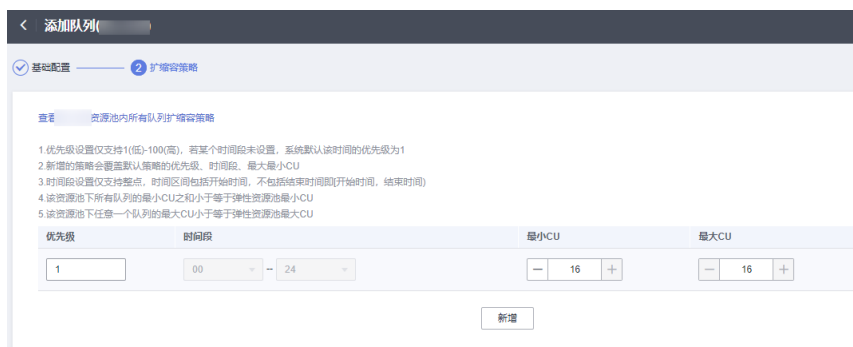 添加队列(
基础配置
2 扩缩容策略
查看 资源池内所有队列扩缩容策略
1.优先级设置仅支持1(低)-100(高)，若某个时间段未设置，系统默认该时间的优先级为1
2.新增的策略会覆盖默认策略的优先级、时间段、最大最小CU
3.时间段设置仅支持整点，时间区间包括开始时间，不包括结束时间即[开始时间，结束时间)
4.该资源池下所有队列的最小CU之和小于等于弹性资源池最小CU
5.该资源池下任意一个队列的最大CU小于等于弹性资源池最大CU
优先级 时间段 最小CU 最大CU
1 00 -- 24 — 16 + — 16 +
新增